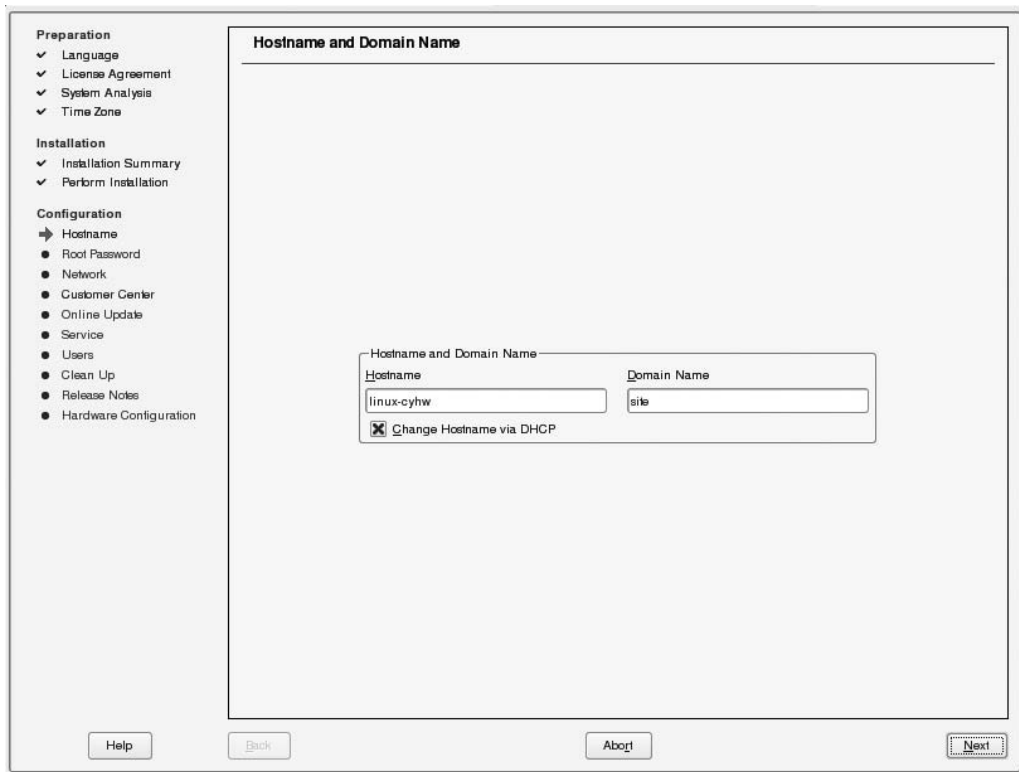 Preparation
Language
License Agreement
System Analysis
Time Zone
Installation
Installation Summary
Perform Installation
Configuration
Hostname
Root Password
Network
Customer Center
Online Update
Service
Users
Clean Up
Release Notes
Hardware Configuration
Hostname and Domain Name
Hostname and Domain Name
Hostname
Domain Name
linux-cyhw
site
Change Hostname via DHCP
Help
Back
Abort
Next